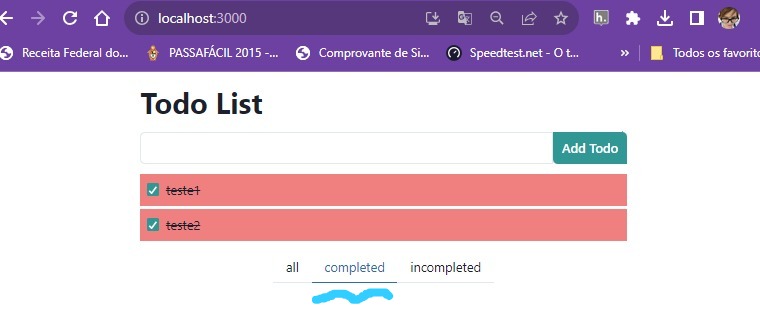 localhost:3000
Receita Federal do... PASSAFÁCIL 2015 -... Comprovante de Si... Speedtest.net - O t... » Todos os favorito
Todo List
Add Todo
teste1
teste2
all completed incompleted